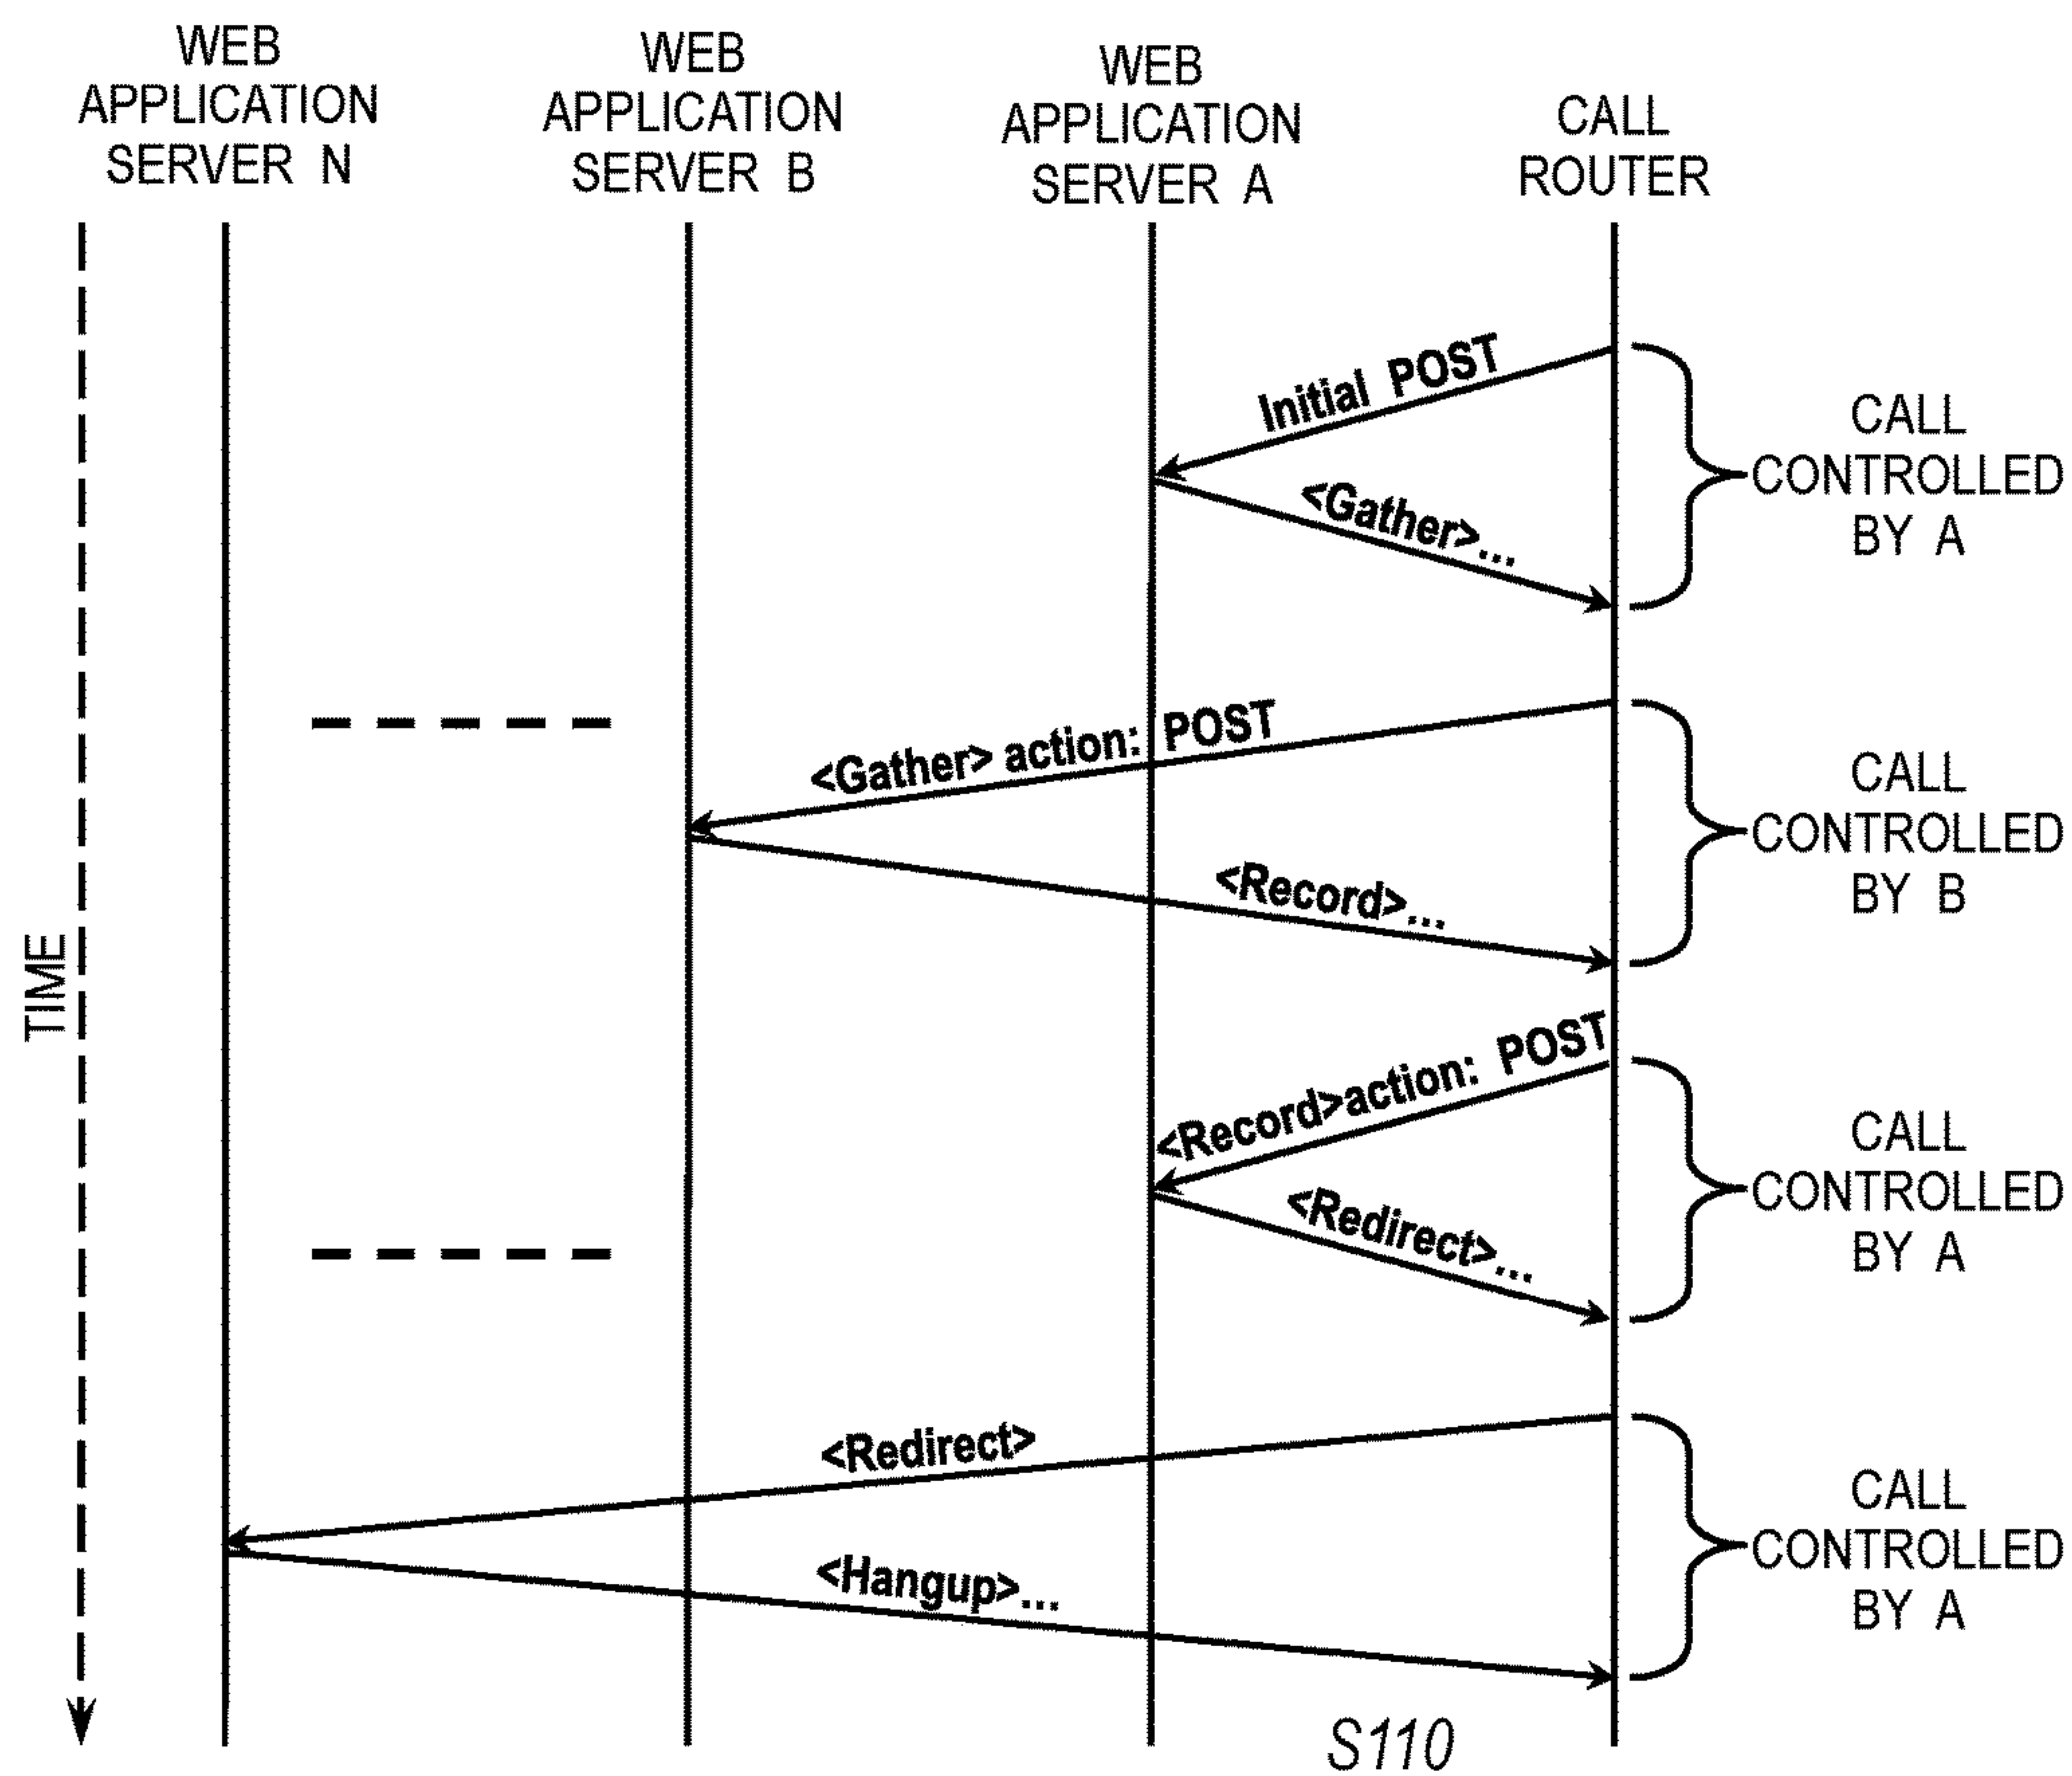 WEB
APPLICATION
SERVER N
WEB
APPLICATION
SERVER B
WEB
APPLICATION
SERVER A
CALL
ROUTER
TIME
Initial POST
<Gather>...
CALL
CONTROLLED
BY A
<Gather> action: POST
<Record>...
CALL
CONTROLLED
BY B
<Record>action: POST
<Redirect>...
CALL
CONTROLLED
BY A
<Redirect>
<Hangup>...
CALL
CONTROLLED
BY A
S110